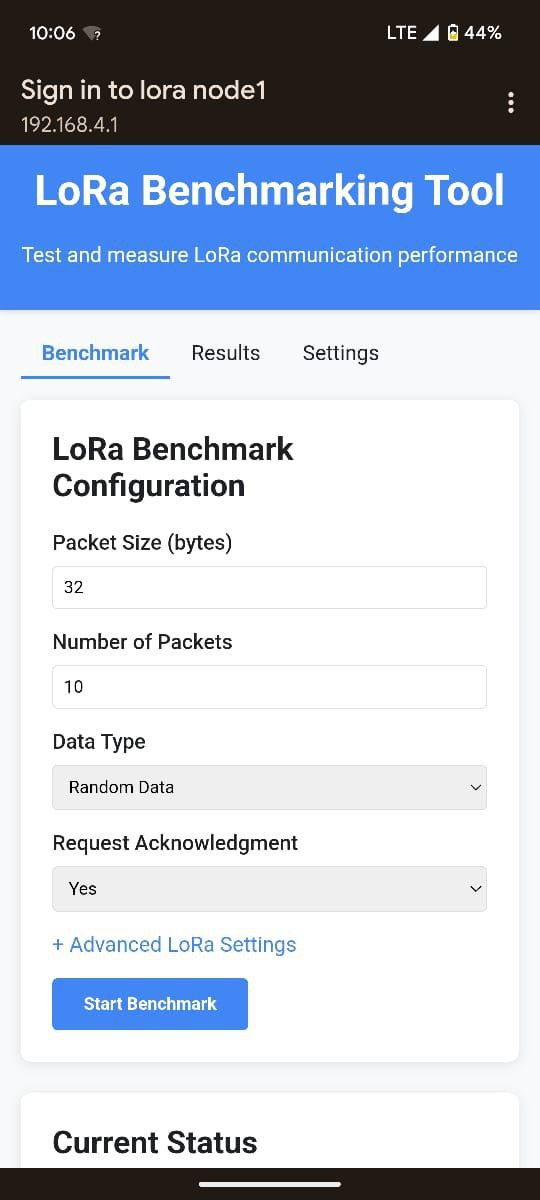 10:06
LTE 44%
Sign in to lora node1
192.168.4.1
LoRa Benchmarking Tool
Test and measure LoRa communication performance
Benchmark Results Settings
LoRa Benchmark
Configuration
Packet Size (bytes)
32
Number of Packets
10
Data Type
Random Data
Request Acknowledgment
Yes
+ Advanced LoRa Settings
Start Benchmark
Current Status